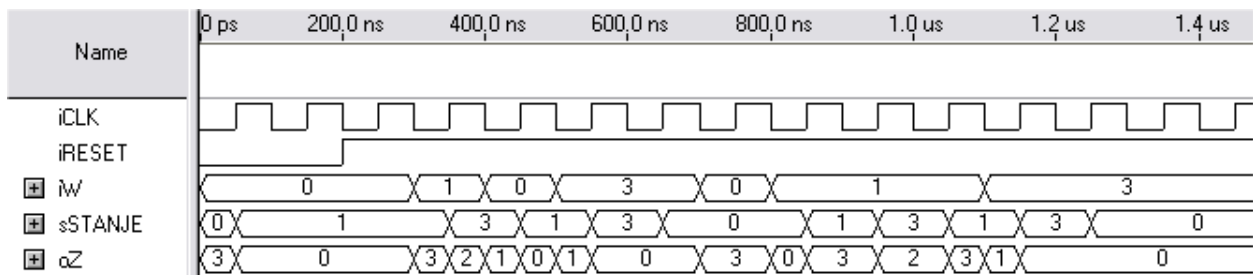 Name 0 ps 200.0 ns 400.0 ns 600.0 ns 800.0 ns 1.0 us 1.2 us 1.4 us
iCLK
iRESET
iW 0 1 0 3 0 1 3
sSTANJE 0 1 3 1 3 0 1 3 1 3 0
oZ 3 0 3 2 1 0 1 0 3 0 3 2 3 1 0